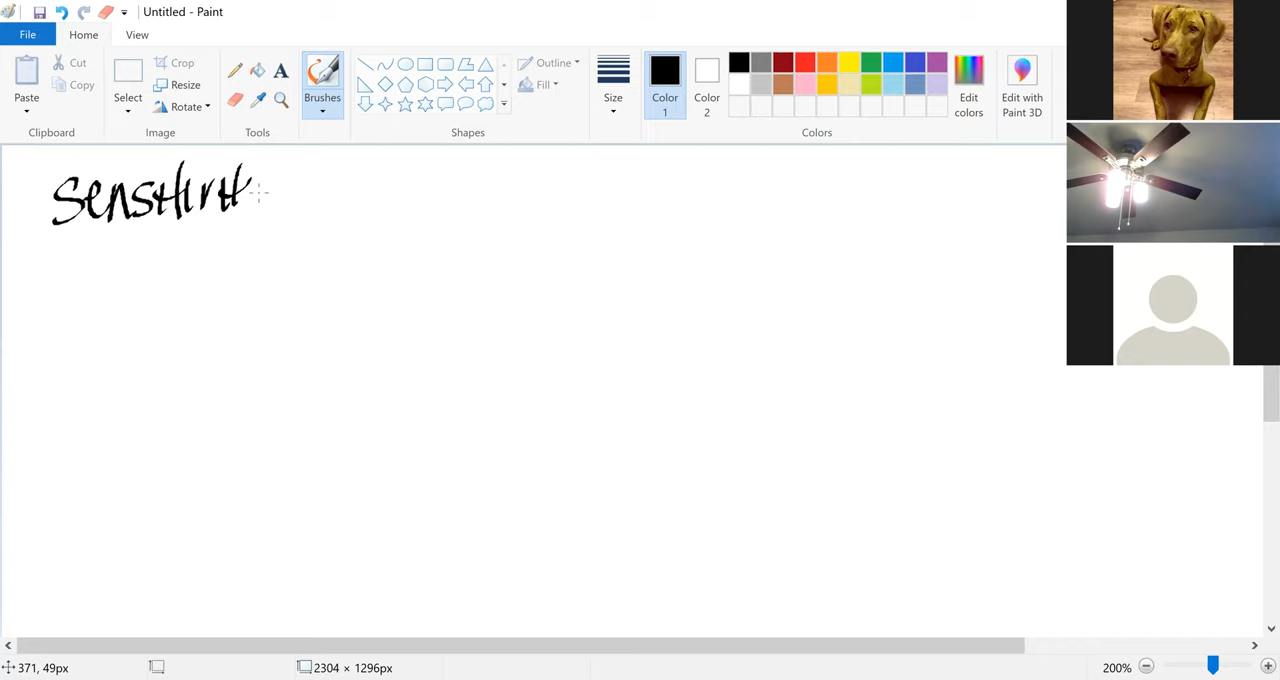 Untitled - Paint
File Home View
Paste
Cut
Copy
Clipboard
Select
Crop
Resize
Rotate
Image
Tools
Brushes
Shapes
Outline
Fill
Size
Color 1
Color 2
Edit colors
Colors
Edit with Paint 3D
371, 49px
2304 × 1296px
200%